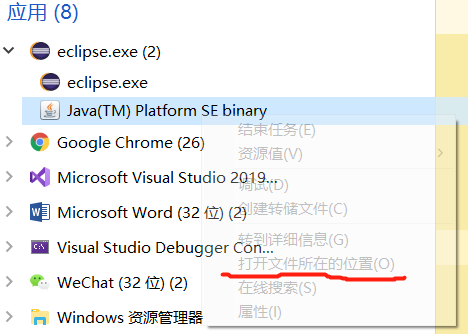 应用 (8)
eclipse.exe (2)
eclipse.exe
Java(TM) Platform SE binary
结束任务(E)
Google Chrome (26)
资源值(V)
Microsoft Visual Studio 2019...
调试(D)
Microsoft Word (32 位) (2)
创建转储文件(C)
转到详细信息(G)
Visual Studio Debugger Con...
打开文件所在的位置(O)
WeChat (32 位) (2)
在线搜索(S)
Windows 资源管理器
属性(I)